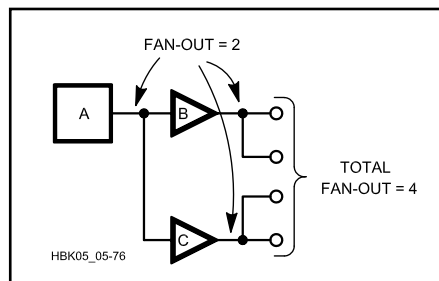 FAN-OUT = 2
A
B
C
TOTAL
FAN-OUT = 4
HBK05_05-76